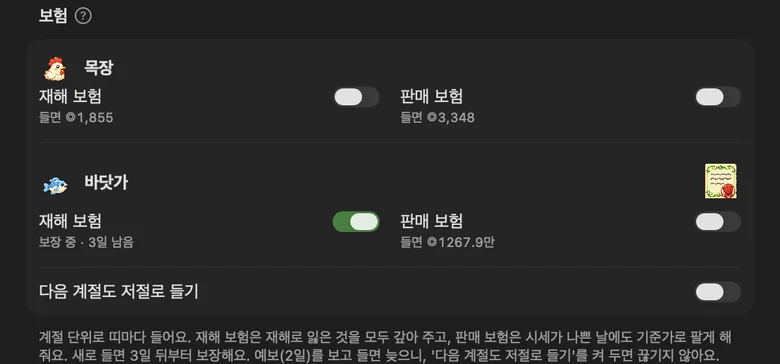 보험 ?
목장
재해 보험
들면 ◎1,855
판매 보험
들면 ◎3,348
바닷가
재해 보험
보장 중 · 3일 남음
판매 보험
들면 ◎1267.9만
다음 계절도 저절로 들기
계절 단위로 띠마다 들어요. 재해 보험은 재해로 잃은 것을 모두 갚아 주고, 판매 보험은 시세가 나쁜 날에도 기준가로 팔게 해
줘요. 새로 들면 3일 뒤부터 보장해요. 예보(2일)를 보고 들면 늦으니, '다음 계절도 저절로 들기'를 켜 두면 끊기지 않아요.